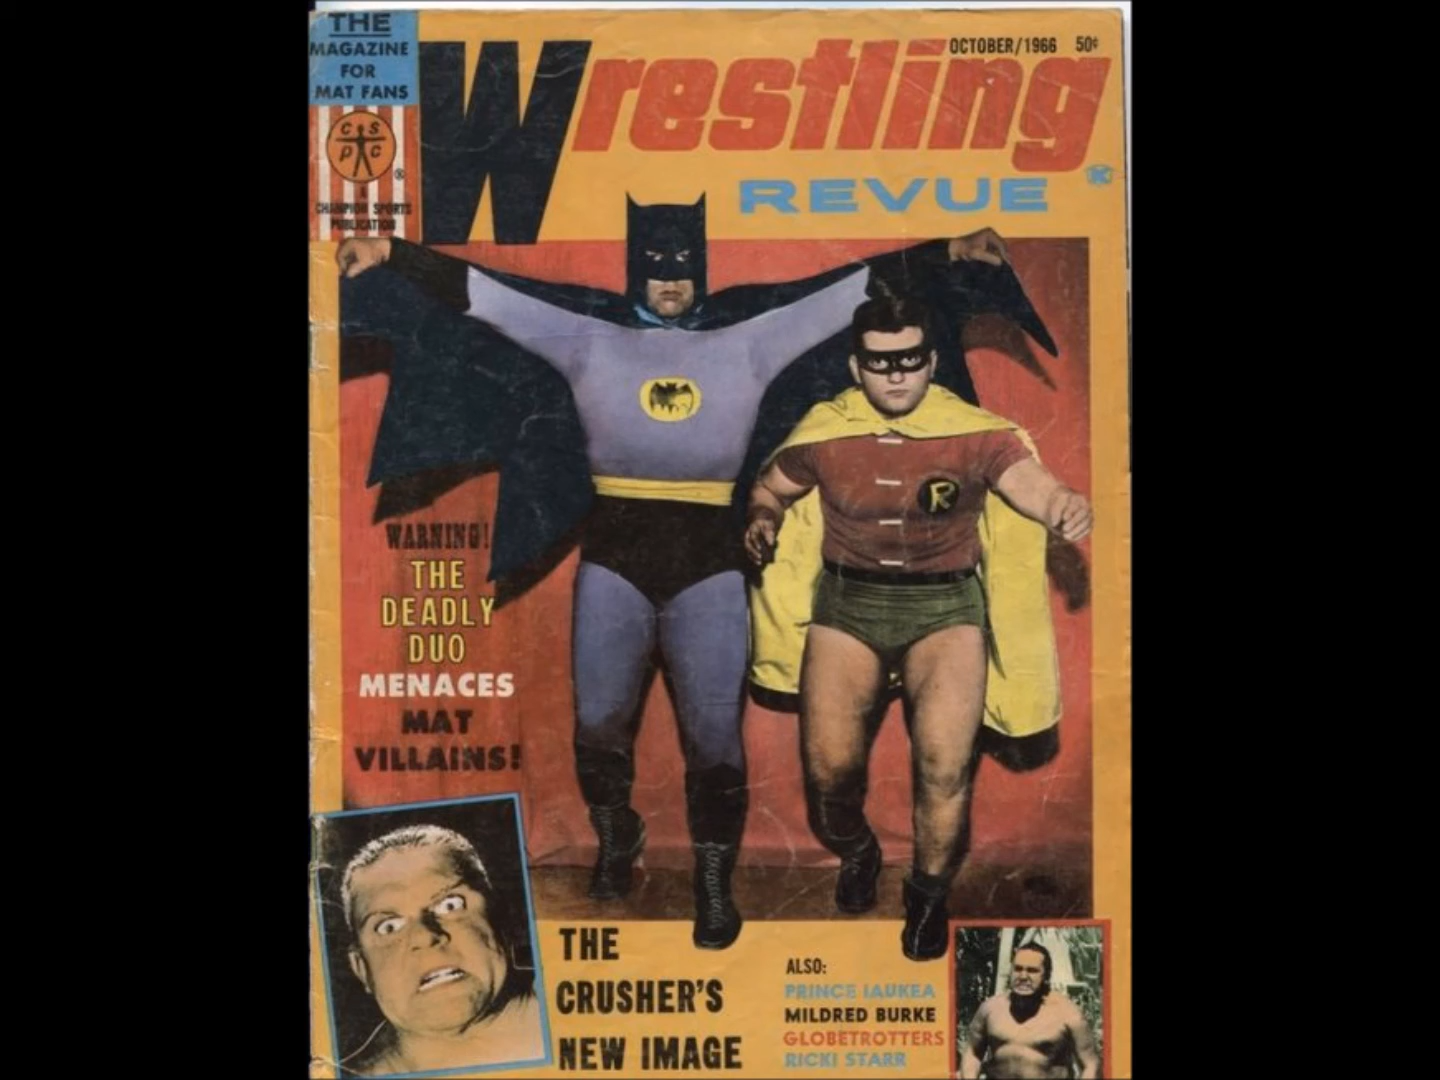 THE
MAGAZINE
FOR
MAT FANS
C S
P C
®
A
CHAMPION SPORTS
PUBLICATION
OCTOBER/1966 50¢
Wrestling
REVUE
R
WARNING!
THE
DEADLY
DUO
MENACES
MAT
VILLAINS!
THE
CRUSHER'S
NEW IMAGE
ALSO:
PRINCE IAUKEA
MILDRED BURKE
GLOBETROTTERS
RICKI STARR